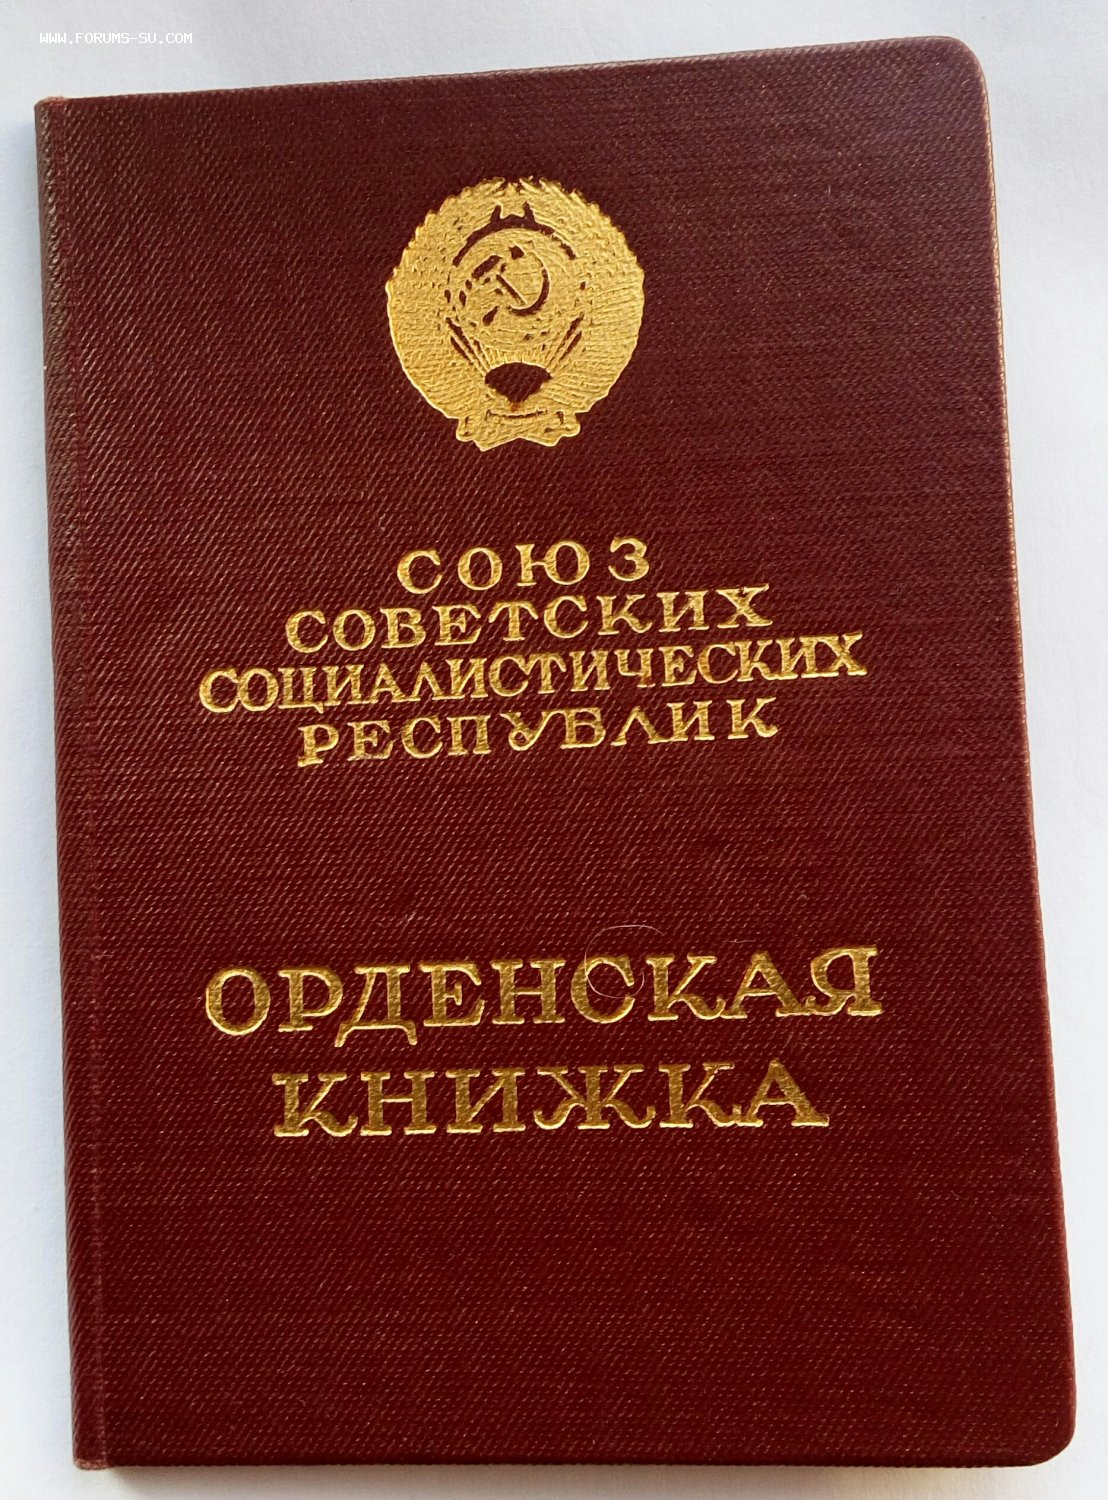 WWW.FORUMS-SU.COM
СОЮЗ
СОВЕТСКИХ
СОЦИАЛИСТИЧЕСКИХ
РЕСПУБЛИК
ОРДЕНСКАЯ
КНИЖКА